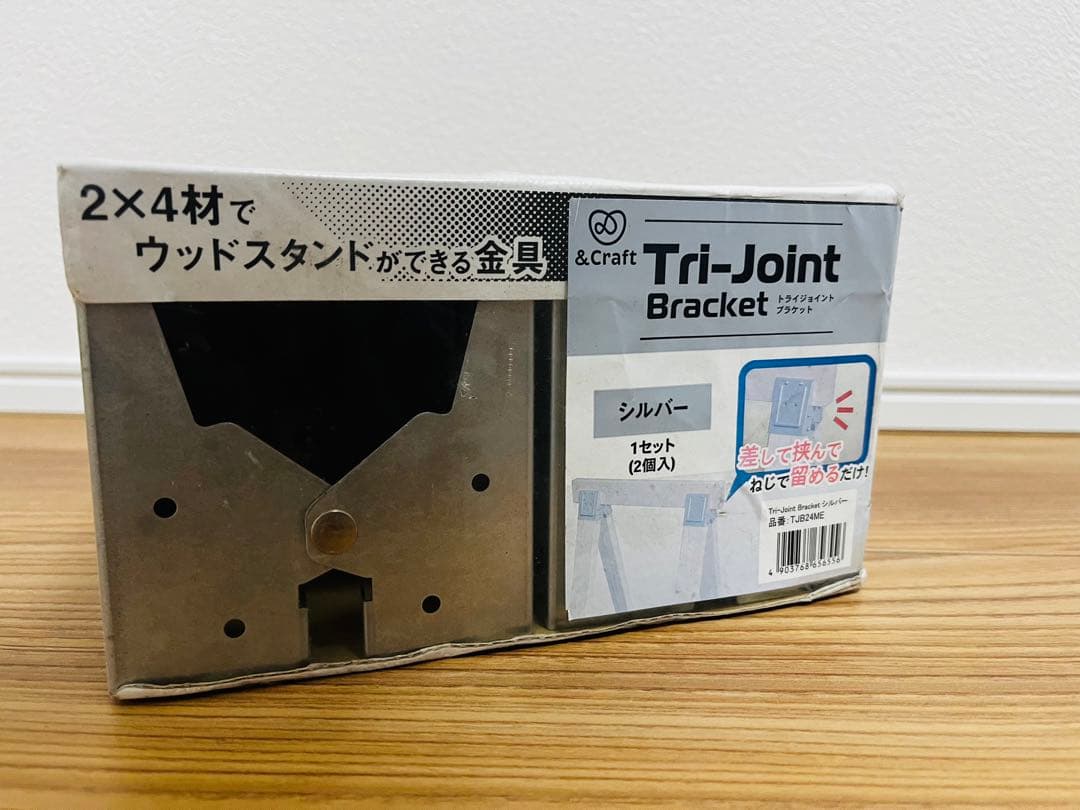 2×4材で
ウッドスタンドができる金具
&Craft
Tri-Joint
Bracket
トライジョイント
ブラケット
シルバー
1セット
(2個入)
差して挟んで
ねじで留めるだけ!
Tri-Joint Bracket シルバー
品番:TJB24ME
4 903768 656556